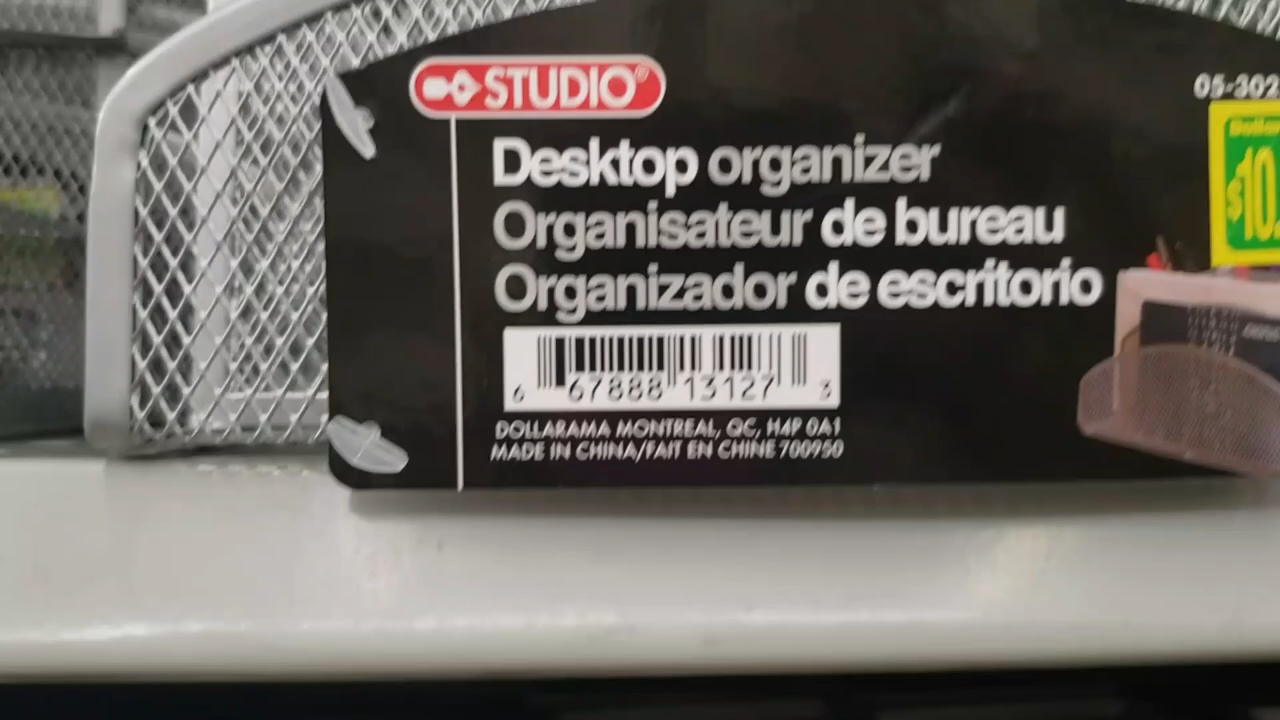 STUDIO®
05-302
$10
Desktop organizer
Organisateur de bureau
Organizador de escritorio
6 67888 13127 3
DOLLARAMA MONTREAL, QC, H4P 0A1
MADE IN CHINA/FAIT EN CHINE 700950